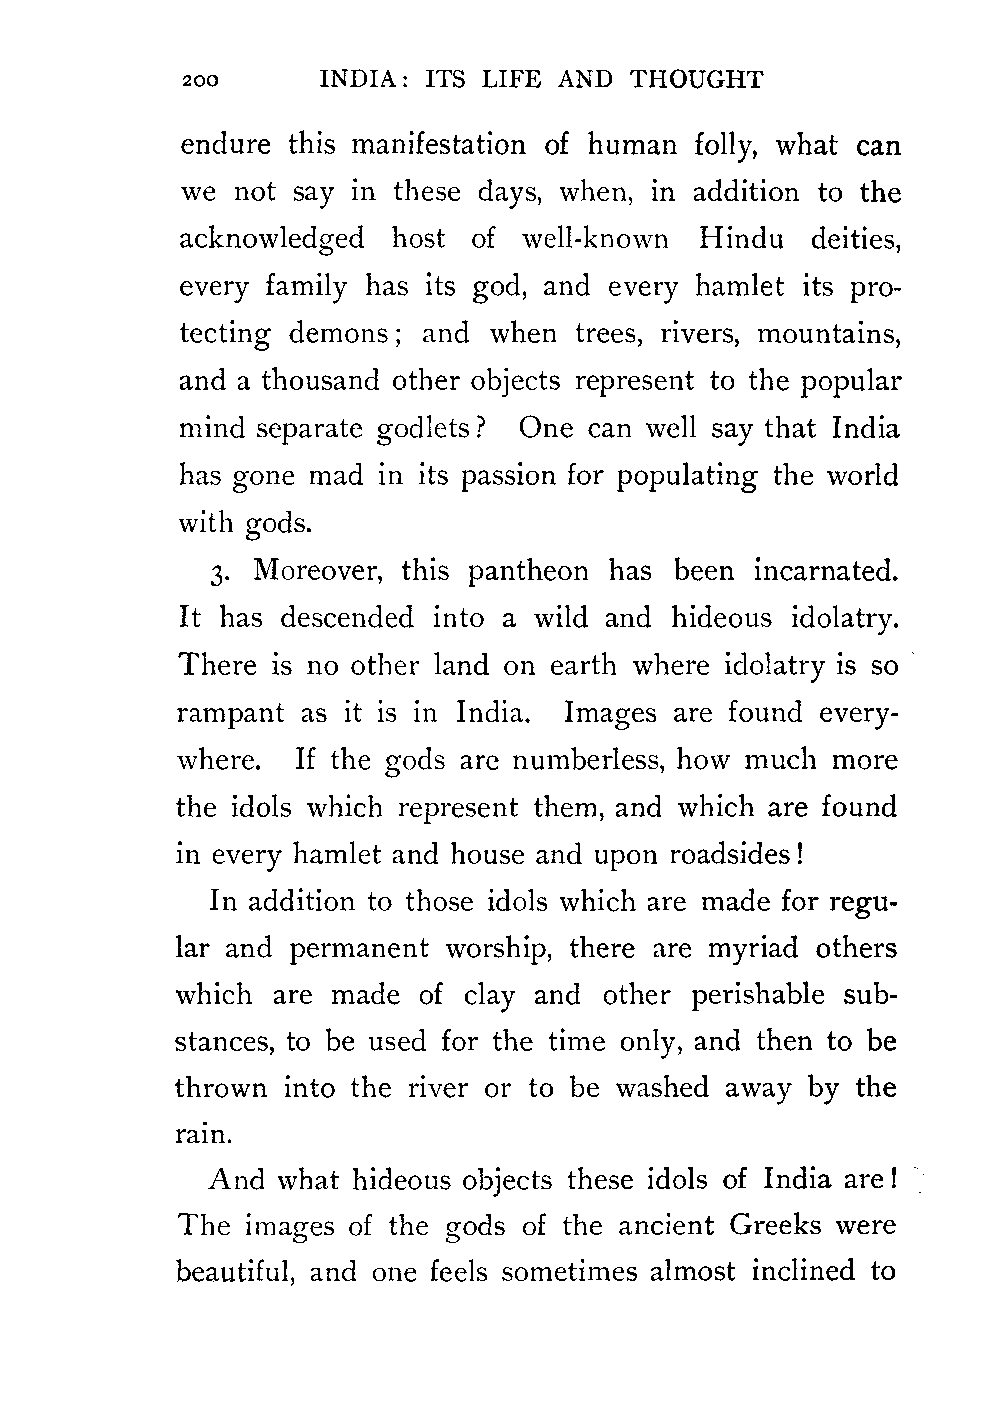 200 INDIA: ITS LIFE AND THOUGHT
endure this manifestation of human folly, what can
we not say in these days, when, in addition to the
acknowledged host of well-known Hindu deities,
every family has its god, and every hamlet its pro-
tecting demons; and when trees, rivers, mountains,
and a thousand other objects represent to the popular
mind separate godlets? One can well say that India
has gone mad in its passion for populating the world
with gods.
3. Moreover, this pantheon has been incarnated.
It has descended into a wild and hideous idolatry.
There is no other land on earth where idolatry is so
rampant as it is in India. Images are found every-
where. If the gods are numberless, how much more
the idols which represent them, and which are found
in every hamlet and house and upon roadsides!
In addition to those idols which are made for regu-
lar and permanent worship, there are myriad others
which are made of clay and other perishable sub-
stances, to be used for the time only, and then to be
thrown into the river or to be washed away by the
rain.
And what hideous objects these idols of India are!
The images of the gods of the ancient Greeks were
beautiful, and one feels sometimes almost inclined to